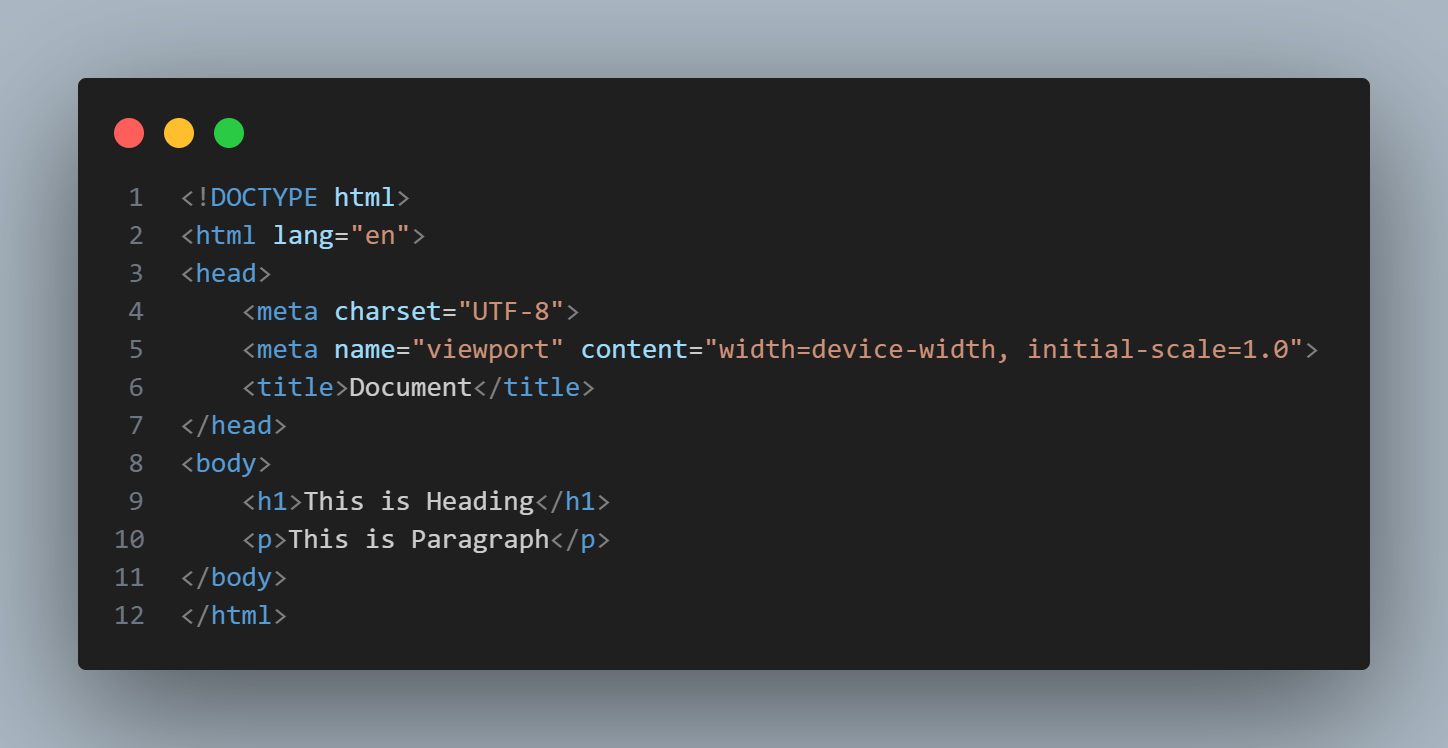 1 <!DOCTYPE html>
2 <html lang="en">
3 <head>
4     <meta charset="UTF-8">
5     <meta name="viewport" content="width=device-width, initial-scale=1.0">
6     <title>Document</title>
7 </head>
8 <body>
9     <h1>This is Heading</h1>
10     <p>This is Paragraph</p>
11 </body>
12 </html>